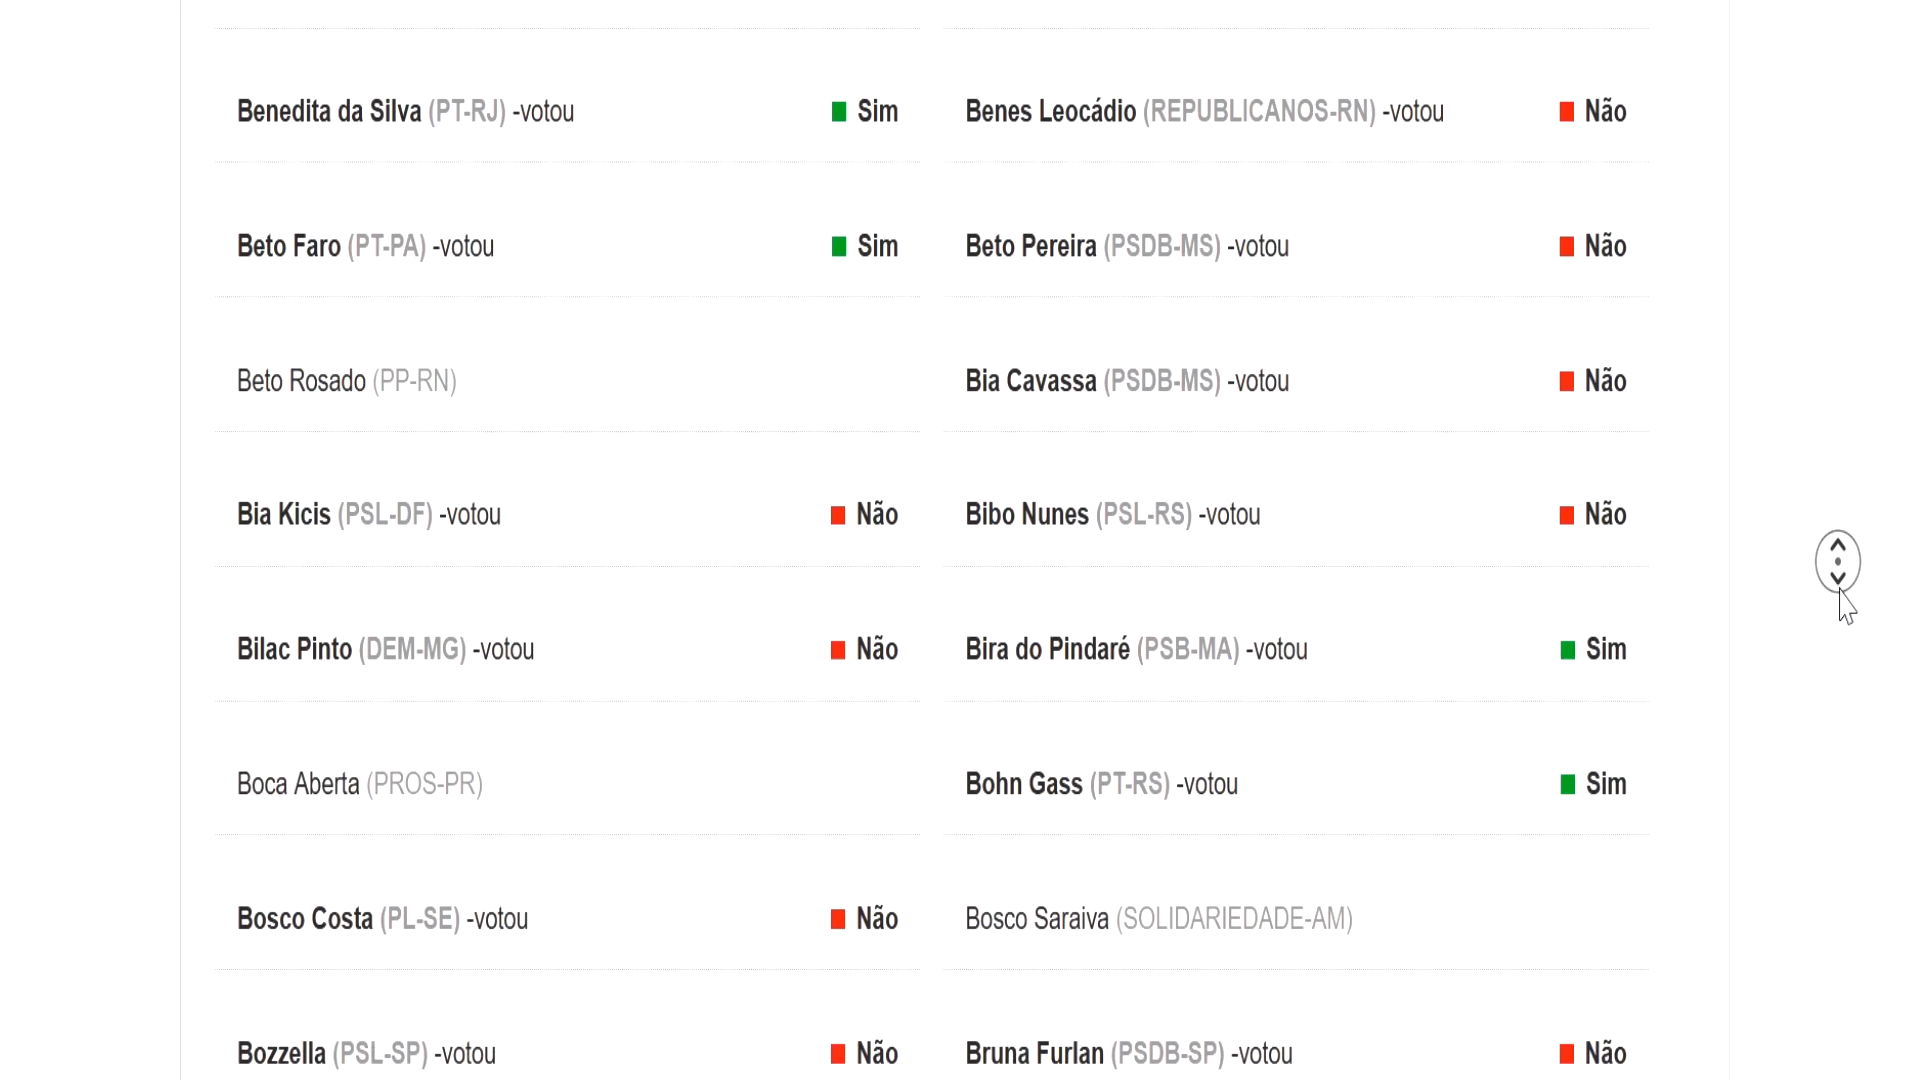 Benedita da Silva (PT-RJ) -votou Sim
Benes Leocádio (REPUBLICANOS-RN) -votou Não
Beto Faro (PT-PA) -votou Sim
Beto Pereira (PSDB-MS) -votou Não
Beto Rosado (PP-RN)
Bia Cavassa (PSDB-MS) -votou Não
Bia Kicis (PSL-DF) -votou Não
Bibo Nunes (PSL-RS) -votou Não
Bilac Pinto (DEM-MG) -votou Não
Bira do Pindaré (PSB-MA) -votou Sim
Boca Aberta (PROS-PR)
Bohn Gass (PT-RS) -votou Sim
Bosco Costa (PL-SE) -votou Não
Bosco Saraiva (SOLIDARIEDADE-AM)
Bozzella (PSL-SP) -votou Não
Bruna Furlan (PSDB-SP) -votou Não